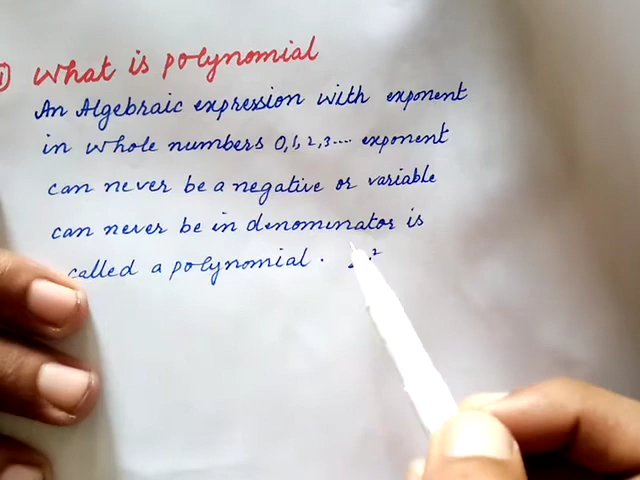 1) What is polynomial
An Algebraic expression with exponent
in whole numbers 0,1,2,3.... exponent
can never be a negative or variable
can never be in denominator is
called a polynomial.